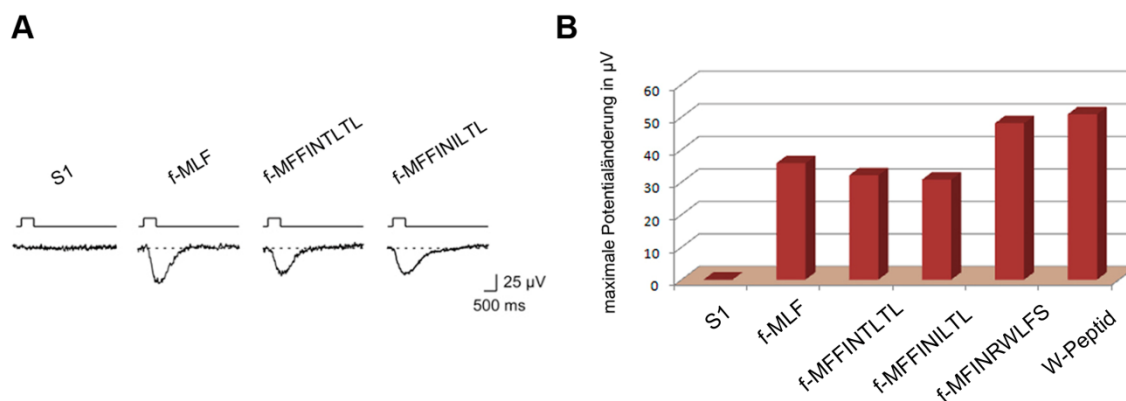 A
S1
f-MLF
f-MFFINTLTL
f-MFFINILTL
25 µV
500 ms
B
maximale Potentialänderung in µV
60
50
40
30
20
10
0
S1
f-MLF
f-MFFINTLTL
f-MFFINILTL
f-MFINRWLFS
W-Peptid